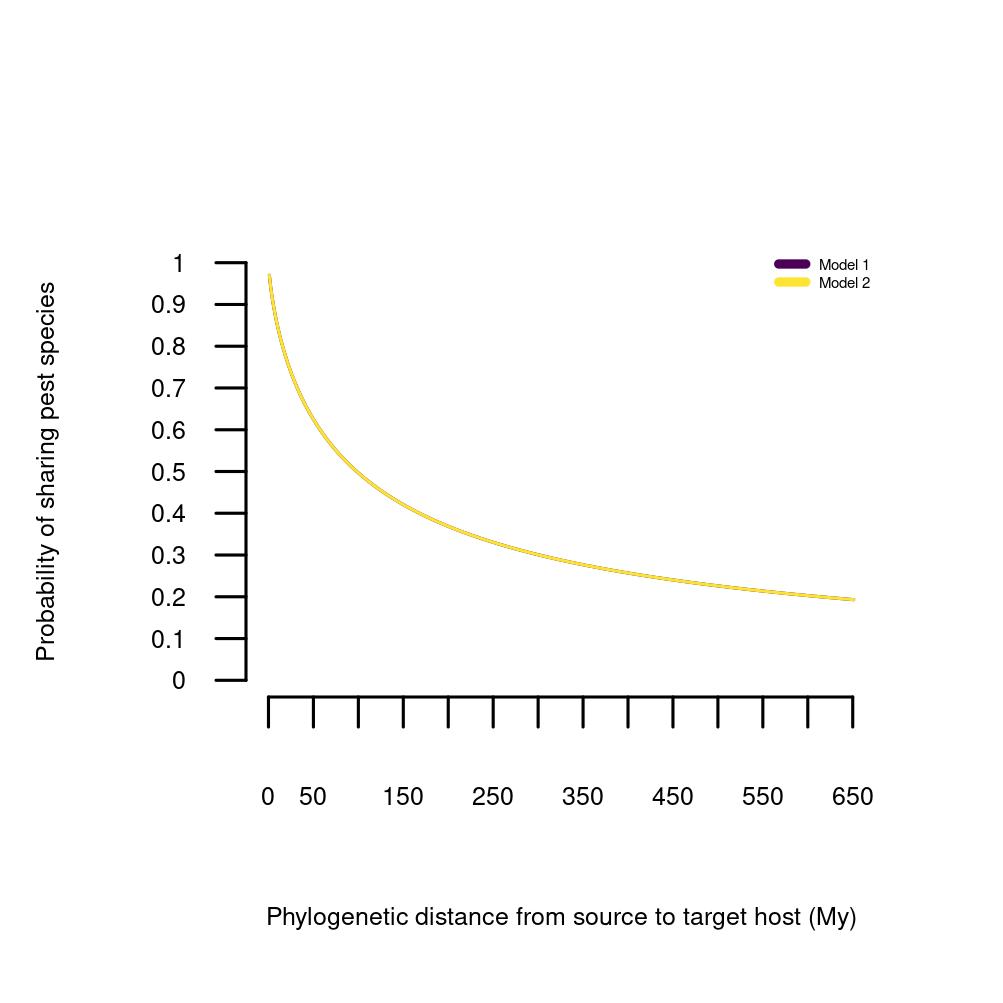 Model 1
Model 2
Probability of sharing pest species
1
0.9
0.8
0.7
0.6
0.5
0.4
0.3
0.2
0.1
0
0 50 150 250 350 450 550 650
Phylogenetic distance from source to target host (My)